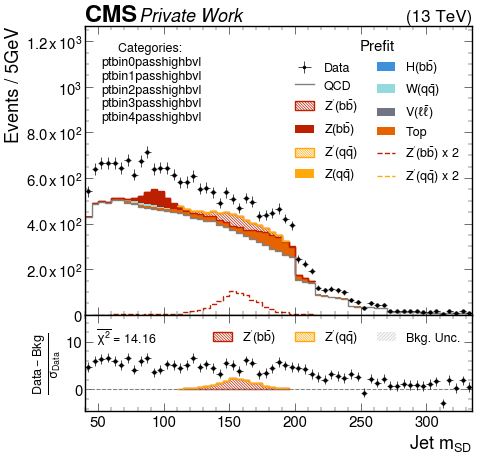 CMS Private Work (13 TeV)
Events / 5GeV
1.2 × 10³
10³
8.0 × 10²
6.0 × 10²
4.0 × 10²
2.0 × 10²
0
Categories:
ptbin0passhighbvl
ptbin1passhighbvl
ptbin2passhighbvl
ptbin3passhighbvl
ptbin4passhighbvl
Prefit
Data
QCD
Z′(bb̄)
Z(bb̄)
Z′(qq̄)
Z(qq̄)
H(bb̄)
W(qq̄)
V(ℓℓ̄)
Top
Z′(bb̄) x 2
Z′(qq̄) x 2
Data − Bkg
σData
10
0
χ² = 14.16
Z′(bb̄)
Z′(qq̄)
Bkg. Unc.
50 100 150 200 250 300
Jet mSD